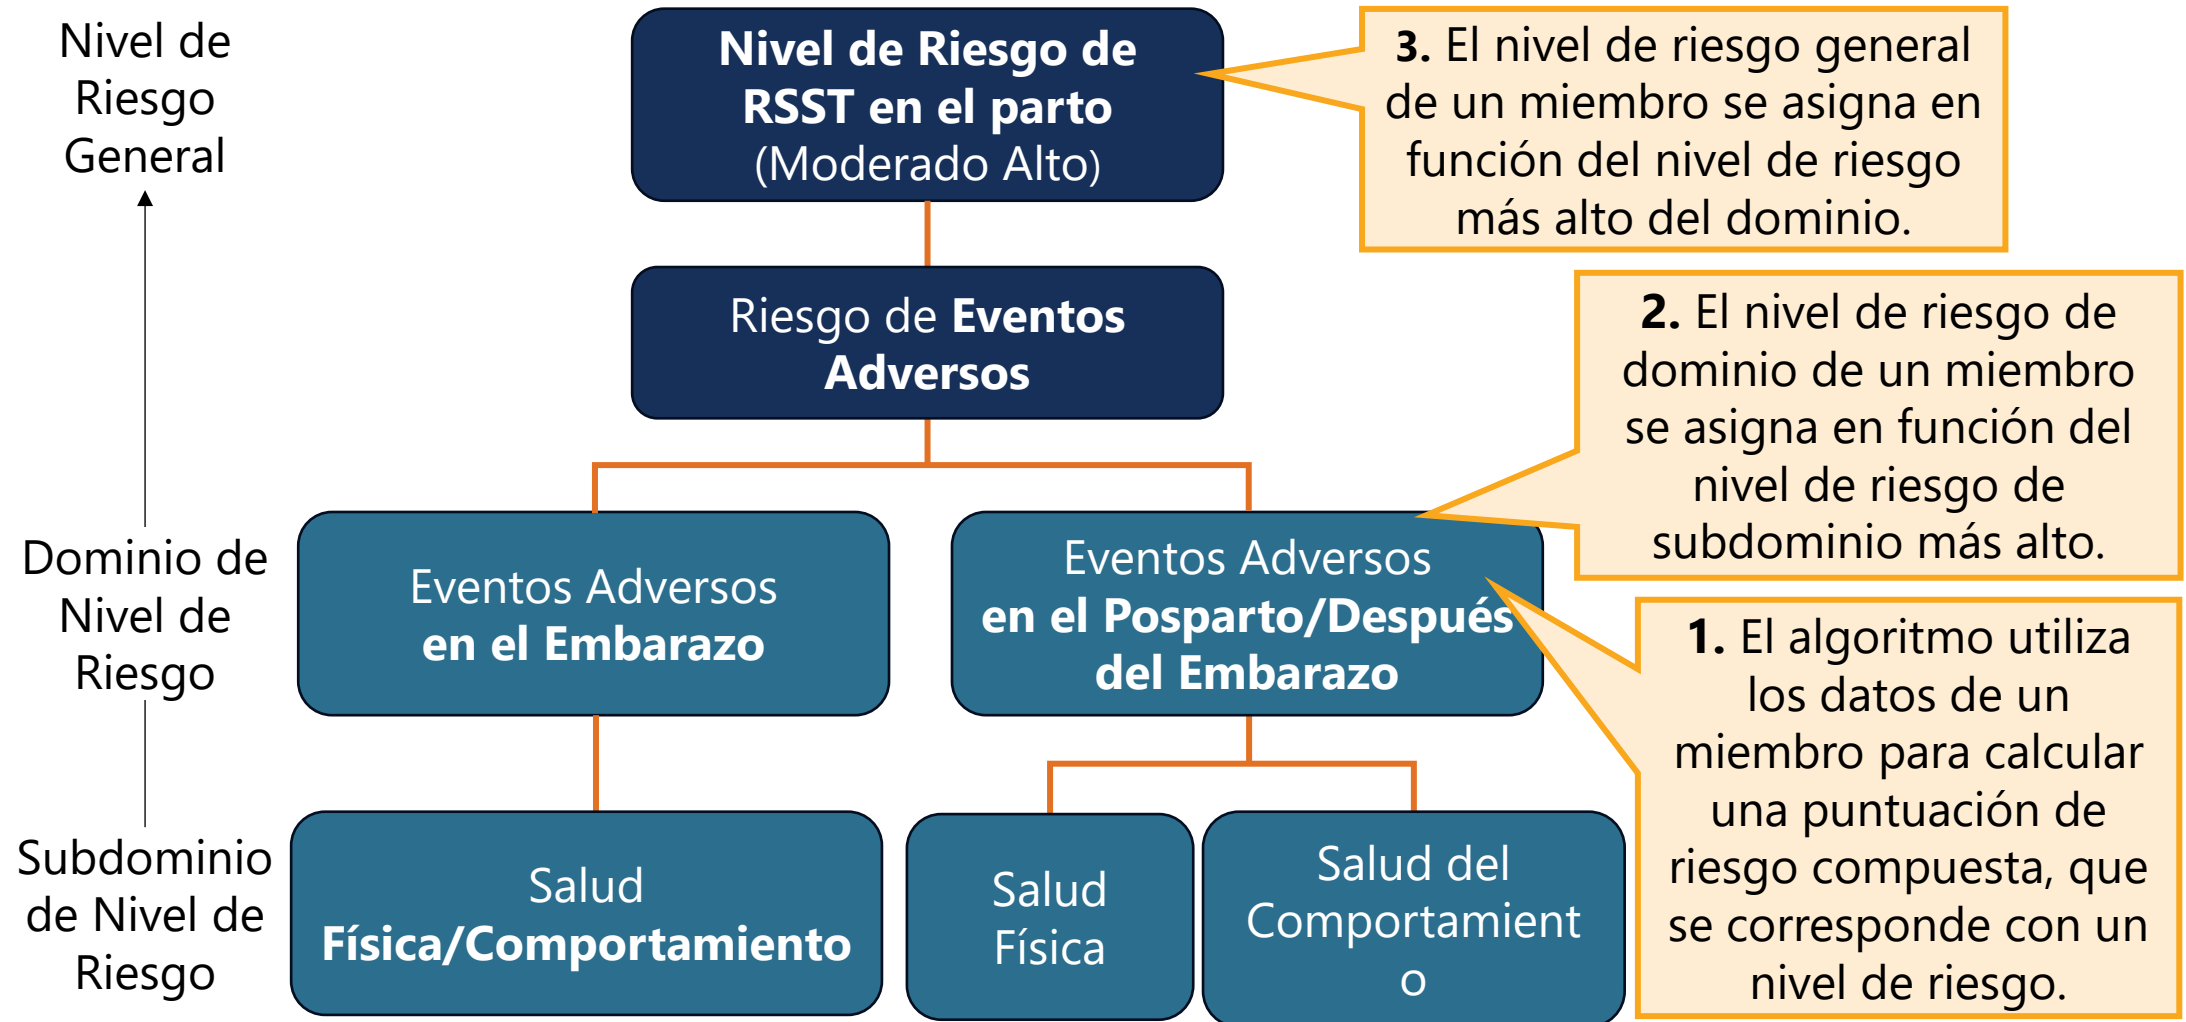 Nivel de
Riesgo
General
Nivel de Riesgo de
RSST en el parto
(Moderado Alto)
3. El nivel de riesgo general
de un miembro se asigna en
función del nivel de riesgo
más alto del dominio.
Riesgo de Eventos
Adversos
2. El nivel de riesgo de
dominio de un miembro
se asigna en función del
nivel de riesgo de
subdominio más alto.
Dominio de
Nivel de
Riesgo
Eventos Adversos
en el Embarazo
Eventos Adversos
en el Posparto/Después
del Embarazo
1. El algoritmo utiliza
los datos de un
miembro para calcular
una puntuación de
riesgo compuesta, que
se corresponde con un
nivel de riesgo.
Subdominio
de Nivel de
Riesgo
Salud
Física/Comportamiento
Salud
Física
Salud del
Comportamient
o